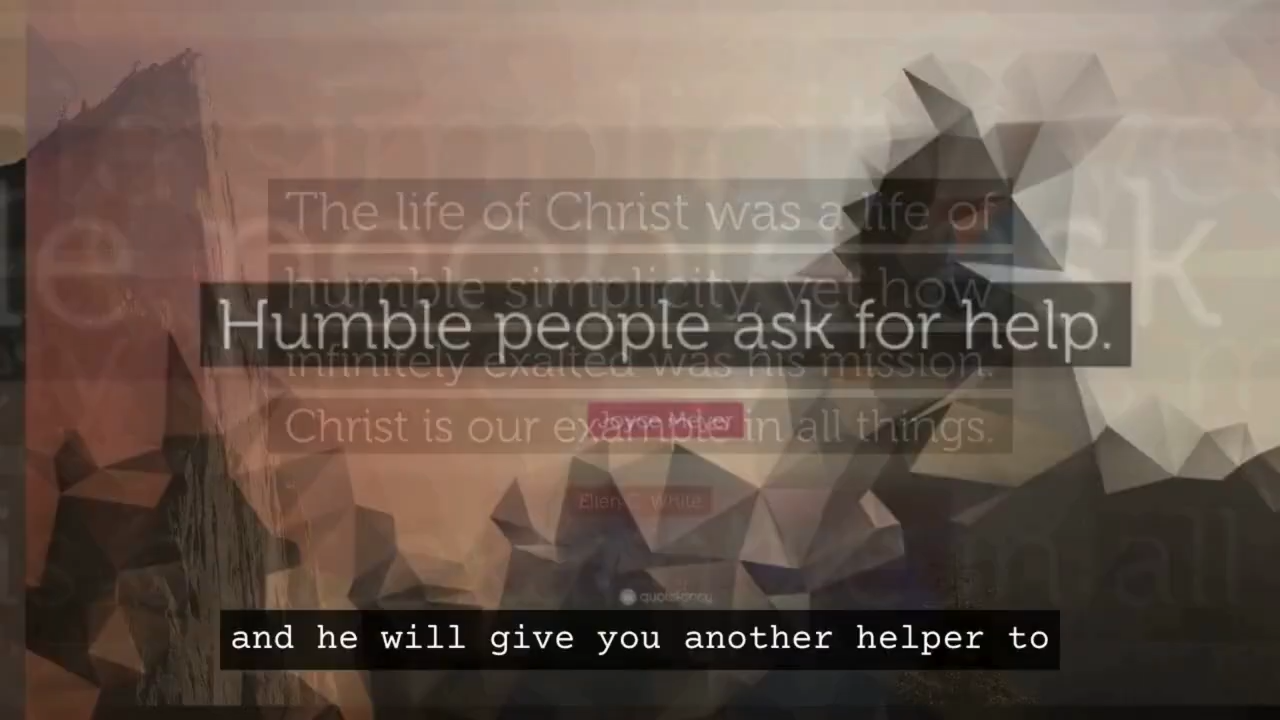 The life of Christ was a life of
humble simplicity yet how
Humble people ask for help.
infinitely exalted was his mission.
Joyce Meyer
Christ is our example in all things.
Ellen G. White
quotefancy
and he will give you another helper to